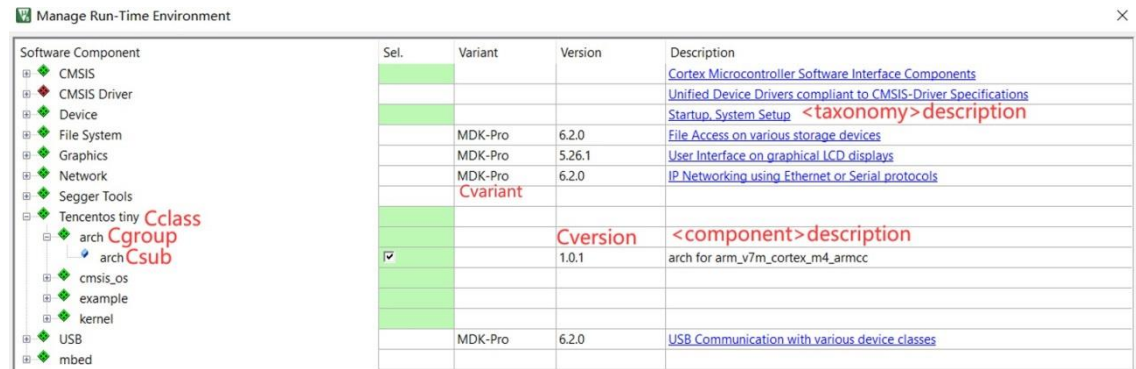 Manage Run-Time Environment
Software Component Sel. Variant Version Description
CMSIS Cortex Microcontroller Software Interface Components
CMSIS Driver Unified Device Drivers compliant to CMSIS-Driver Specifications
Device Startup, System Setup <taxonomy>description
File System MDK-Pro 6.2.0 File Access on various storage devices
Graphics MDK-Pro 5.26.1 User Interface on graphical LCD displays
Network MDK-Pro 6.2.0 IP Networking using Ethernet or Serial protocols
Segger Tools Cvariant
Tencentos tiny Cclass
arch Cgroup Cversion <component>description
arch Csub 1.0.1 arch for arm_v7m_cortex_m4_armcc
cmsis_os
example
kernel
USB MDK-Pro 6.2.0 USB Communication with various device classes
mbed